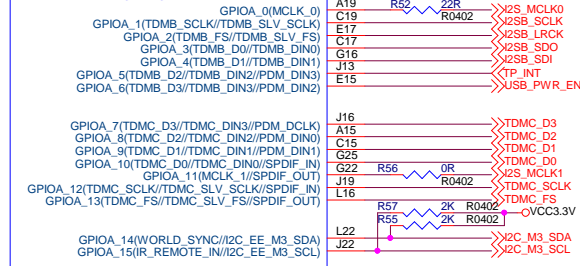 GPIOA_0(MCLK_0) A19 R52 22R I2S_MCLK0
GPIOA_1(TDMB_SCLK//TDMB_SLV_SCLK) C19 R0402 I2SB_SCLK
GPIOA_2(TDMB_FS//TDMB_SLV_FS) E17 I2SB_LRCK
GPIOA_3(TDMB_D0//TDMB_DIN0) C17 I2SB_SDO
GPIOA_4(TDMB_D1//TDMB_DIN1) G16 I2SB_SDI
GPIOA_5(TDMB_D2//TDMB_DIN2//PDM_DIN3) J13 TP_INT
GPIOA_6(TDMB_D3//TDMB_DIN3//PDM_DIN2) E15 USB_PWR_EN
GPIOA_7(TDMC_D3//TDMC_DIN3//PDM_DCLK) J16 TDMC_D3
GPIOA_8(TDMC_D2//TDMC_DIN2//PDM_DIN0) A15 TDMC_D2
GPIOA_9(TDMC_D1//TDMC_DIN1//PDM_DIN1) C15 TDMC_D1
GPIOA_10(TDMC_D0//TDMC_DIN0//SPDIF_IN) G25 TDMC_D0
GPIOA_11(MCLK_1//SPDIF_OUT) G22 R56 0R I2S_MCLK1
GPIOA_12(TDMC_SCLK//TDMC_SLV_SCLK//SPDIF_IN) J19 R0402 TDMC_SCLK
GPIOA_13(TDMC_FS//TDMC_SLV_FS//SPDIF_OUT) L16 TDMC_FS
R57 2K R0402 VCC3.3V
R55 2K R0402
GPIOA_14(WORLD_SYNC//I2C_EE_M3_SDA) L22 I2C_M3_SDA
GPIOA_15(IR_REMOTE_IN//I2C_EE_M3_SCL) J22 I2C_M3_SCL